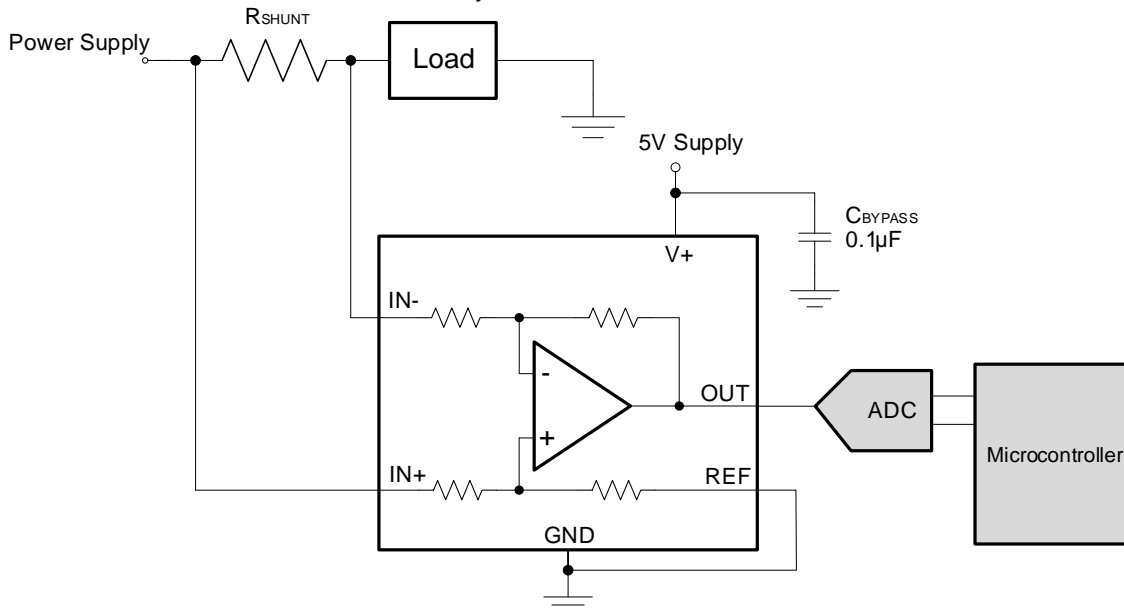 RSHUNT
Power Supply
Load
5V Supply
CBYPASS
0.1µF
V+
IN-
-
OUT
ADC
Microcontroller
+
IN+
REF
GND